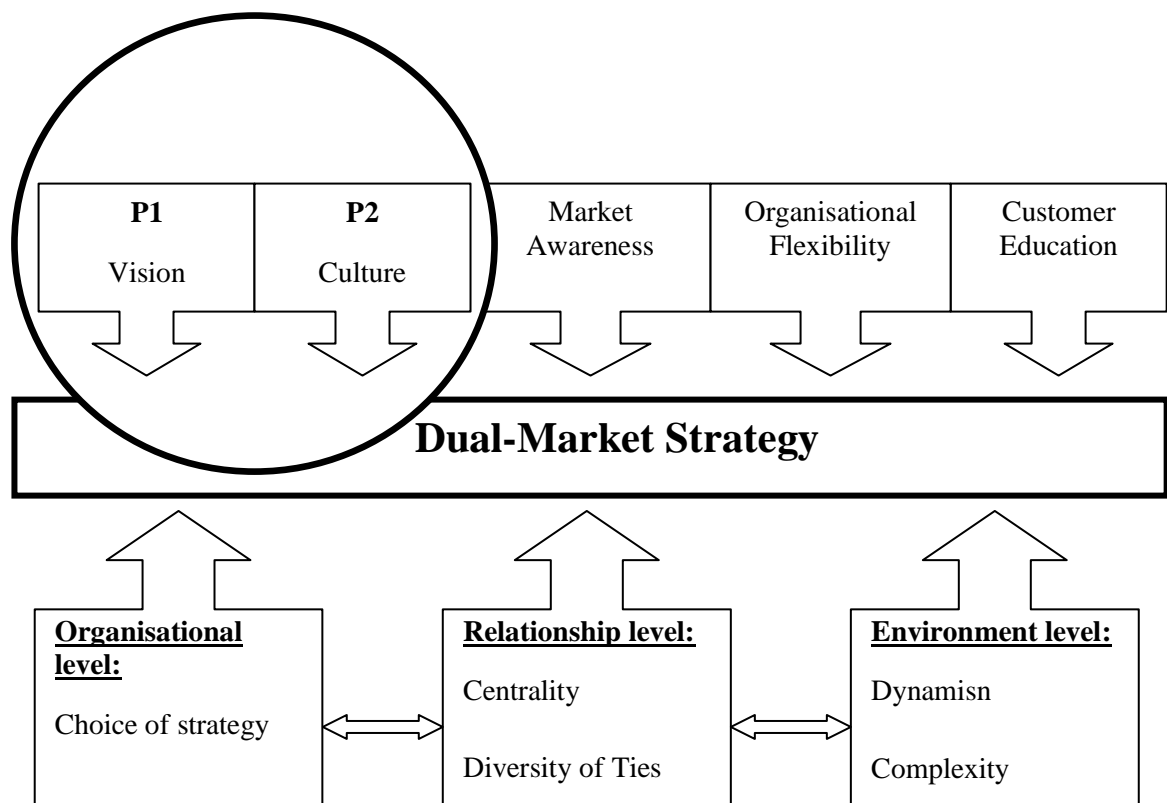 P1
Vision
P2
Culture
Market
Awareness
Organisational
Flexibility
Customer
Education
Dual-Market Strategy
Organisational
level:
Choice of strategy
Relationship level:
Centrality
Diversity of Ties
Environment level:
Dynamisn
Complexity